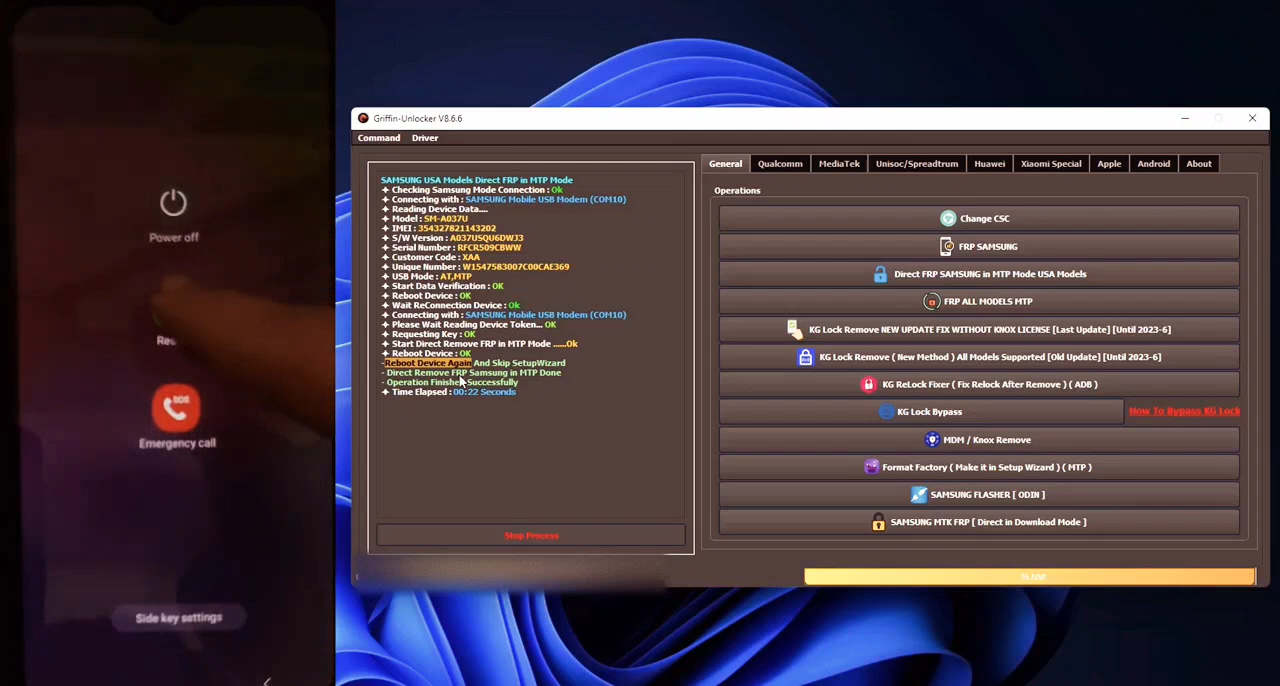 Power off
Emergency call
Side key settings
Griffin-Unlocker V8.6.6
Command Driver
SAMSUNG USA Models Direct FRP in MTP Mode
Checking Samsung Mode Connection : Ok
Connecting with : SAMSUNG Mobile USB Modem (COM10)
Reading Device Data....
Model : SM-A037U
IMEI : 354327821143202
S/W Version : A037USQU6DWJ3
Serial Number : RFCR509CBWW
Customer Code : XAA
Unique Number : W1547583007C00CAE369
USB Mode : AT,MTP
Start Data Verification : OK
Reboot Device : OK
Wait ReConnection Device : Ok
Connecting with : SAMSUNG Mobile USB Modem (COM10)
Please Wait Reading Device Token... OK
Requesting Key : OK
Start Direct Remove FRP in MTP Mode ......Ok
Reboot Device : OK
-Reboot Device Again And Skip SetupWizard
- Direct Remove FRP Samsung in MTP Done
- Operation Finished Successfully
Time Elapsed : 00:22 Seconds
Stop Process
General Qualcomm MediaTek Unisoc/Spreadtrum Huawei Xiaomi Special Apple Android About
Operations
Change CSC
FRP SAMSUNG
Direct FRP SAMSUNG in MTP Mode USA Models
FRP ALL MODELS MTP
KG Lock Remove NEW UPDATE FIX WITHOUT KNOX LICENSE [Last Update] [Until 2023-6]
KG Lock Remove ( New Method ) All Models Supported [Old Update] [Until 2023-6]
KG ReLock Fixer ( Fix Relock After Remove ) ( ADB )
KG Lock Bypass How To Bypass KG Lock
MDM / Knox Remove
Format Factory ( Make it in Setup Wizard ) ( MTP )
SAMSUNG FLASHER [ ODIN ]
SAMSUNG MTK FRP [ Direct in Download Mode ]